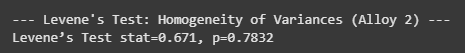 --- Levene's Test: Homogeneity of Variances (Alloy 2) ---
Levene’s Test stat=0.671, p=0.7832